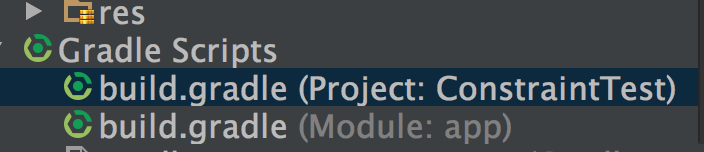 res
Gradle Scripts
build.gradle (Project: ConstraintTest)
build.gradle (Module: app)